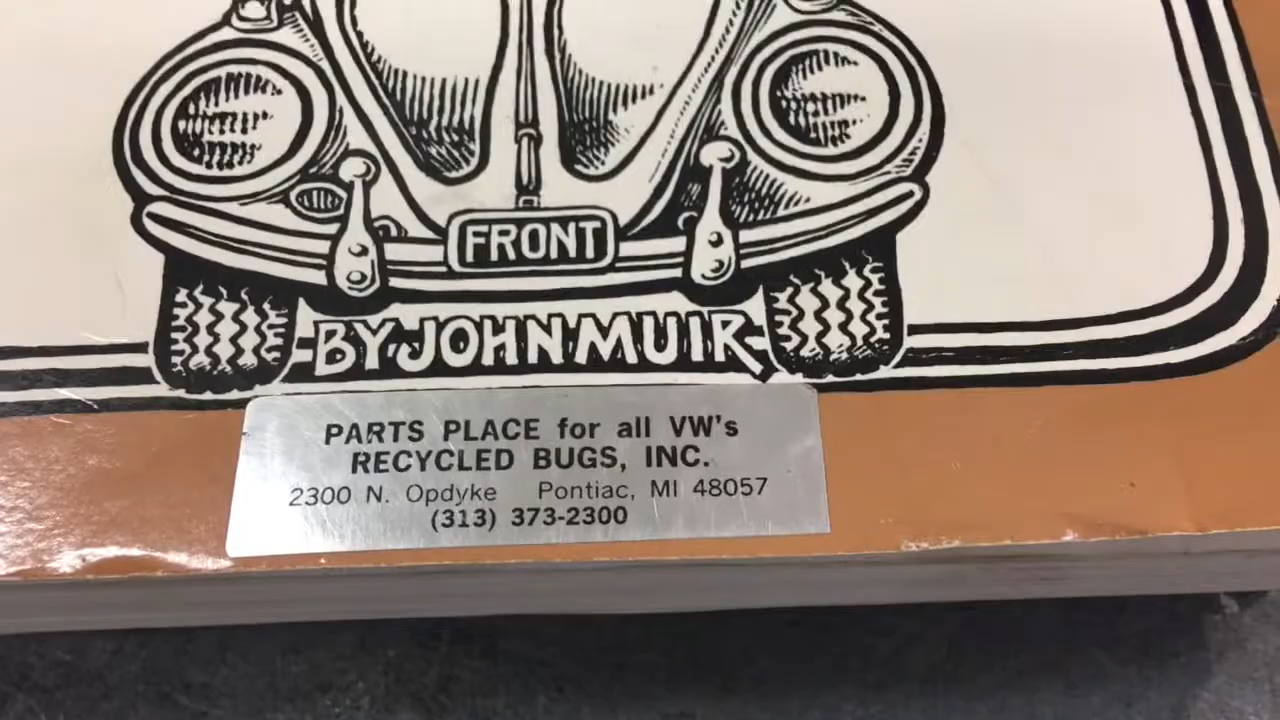 FRONT
BY JOHN MUIR
PARTS PLACE for all VW's
RECYCLED BUGS, INC.
2300 N. Opdyke Pontiac, MI 48057
(313) 373-2300